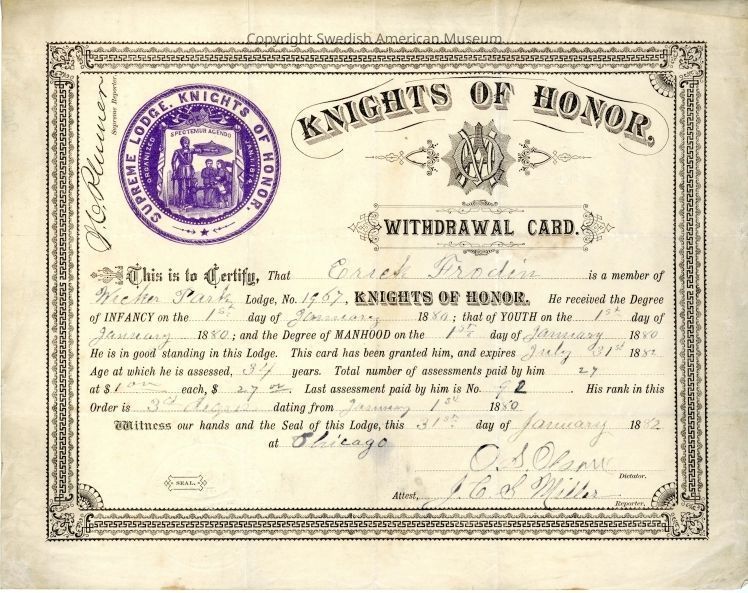 Copyright Swedish American Museum
Supreme Reporter.
SUPREME LODGE. KNIGHTS OF HONOR.
SPECTEMUR AGENDO
ORGANIZED
KNIGHTS OF HONOR.
WITHDRAWAL CARD.
This is to Certify, That Erick Frodin is a member of
Wicker Park Lodge, No. 1967, KNIGHTS OF HONOR. He received the Degree
of INFANCY on the 1st day of January 1880; that of YOUTH on the 1st day of
January 1880; and the Degree of MANHOOD on the 1st day of January 1880
He is in good standing in this Lodge. This card has been granted him, and expires July 31st 1882
Age at which he is assessed, 34 years. Total number of assessments paid by him 27
at $1 00 each, $ 27 00 Last assessment paid by him is No. 92 His rank in this
Order is 3d degree dating from January 1st 1880
Witness our hands and the Seal of this Lodge, this 31st day of January 1882
at Chicago
O. S. Olson
Dictator.
SEAL.
Attest, J. C. S. Miller
Reporter.